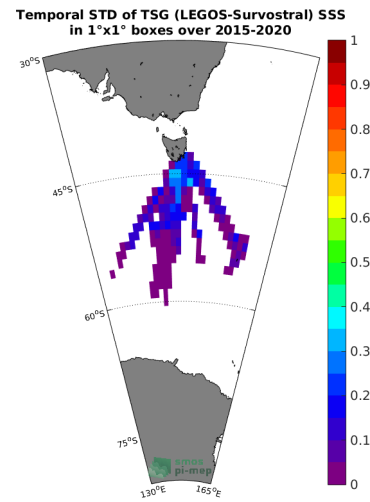 Temporal STD of TSG (LEGOS-Survostral) SSS
in 1°x1° boxes over 2015-2020
30°S
45°S
60°S
75°S
130°E
165°E
1
0.9
0.8
0.7
0.6
0.5
0.4
0.3
0.2
0.1
0
smos
pi-mep